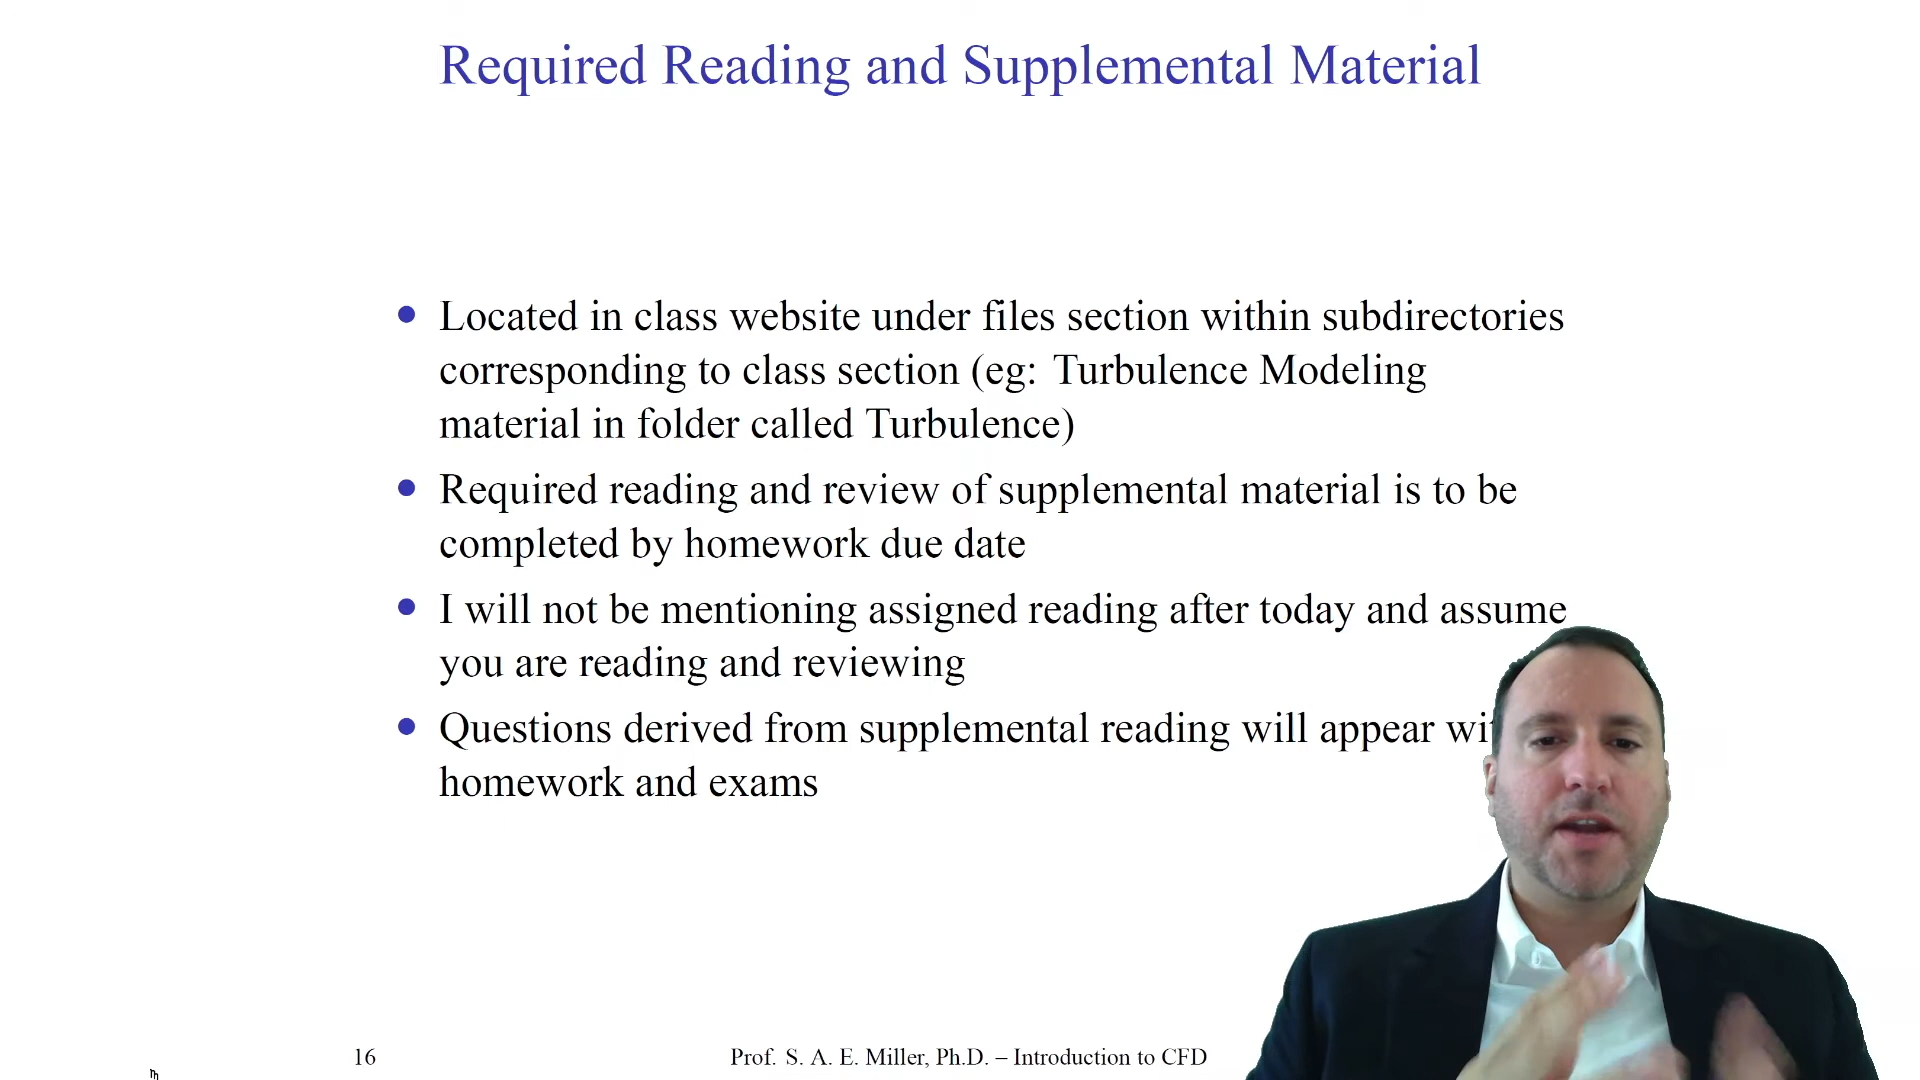 Required Reading and Supplemental Material
Located in class website under files section within subdirectories
corresponding to class section (eg: Turbulence Modeling
material in folder called Turbulence)
Required reading and review of supplemental material is to be
completed by homework due date
I will not be mentioning assigned reading after today and assume
you are reading and reviewing
Questions derived from supplemental reading will appear
homework and exams
16
Prof. S. A. E. Miller, Ph.D. – Introduction to CFD